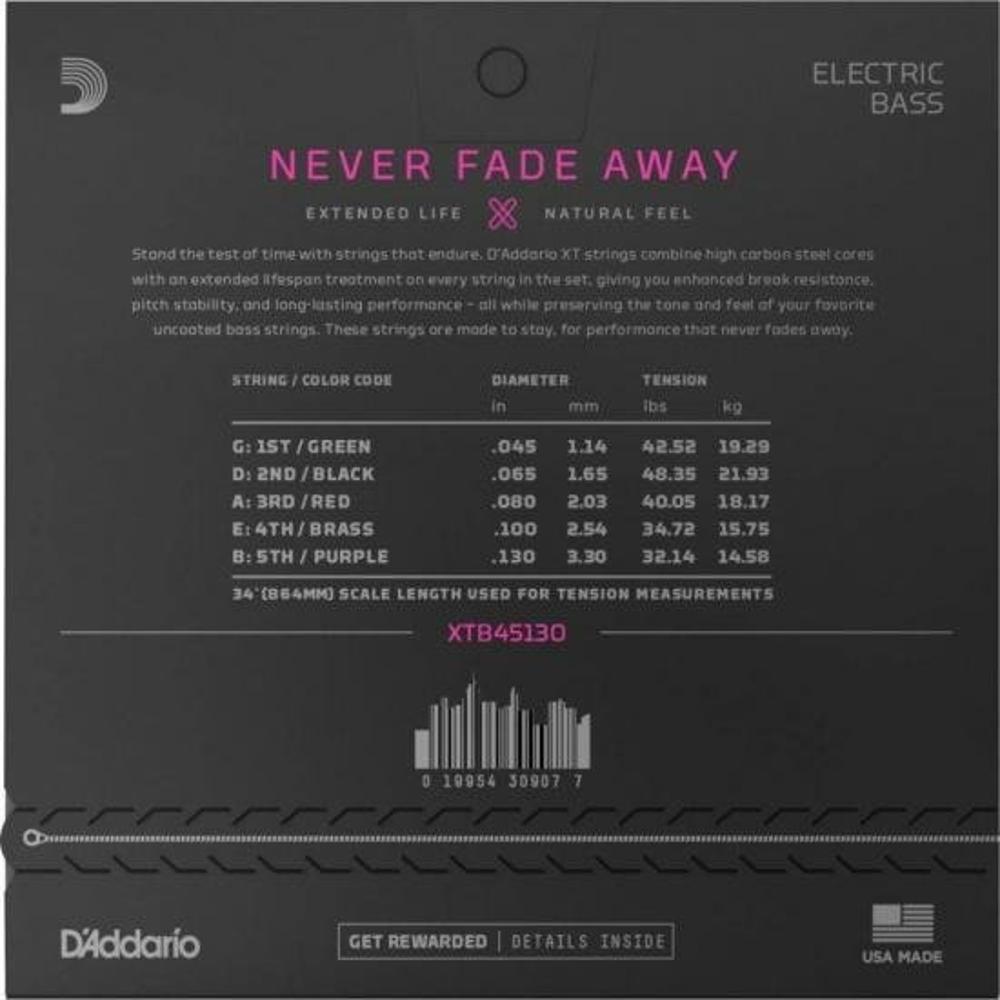 ELECTRIC
BASS
NEVER FADE AWAY
EXTENDED LIFE X NATURAL FEEL
Stand the test of time with strings that endure. D'Addario XT strings combine high carbon steel cores
with an extended lifespan treatment on every string in the set, giving you enhanced break resistance,
pitch stability, and long-lasting performance – all while preserving the tone and feel of your favorite
uncoated bass strings. These strings are made to stay, for performance that never fades away.
STRING / COLOR CODE DIAMETER TENSION
in mm lbs kg
G: 1ST / GREEN .045 1.14 42.52 19.29
D: 2ND / BLACK .065 1.65 48.35 21.93
A: 3RD / RED .080 2.03 40.05 18.17
E: 4TH / BRASS .100 2.54 34.72 15.75
B: 5TH / PURPLE .130 3.30 32.14 14.58
34"(864MM) SCALE LENGTH USED FOR TENSION MEASUREMENTS
XTB45130
0 19954 30907 7
D'Addario
GET REWARDED | DETAILS INSIDE
USA MADE